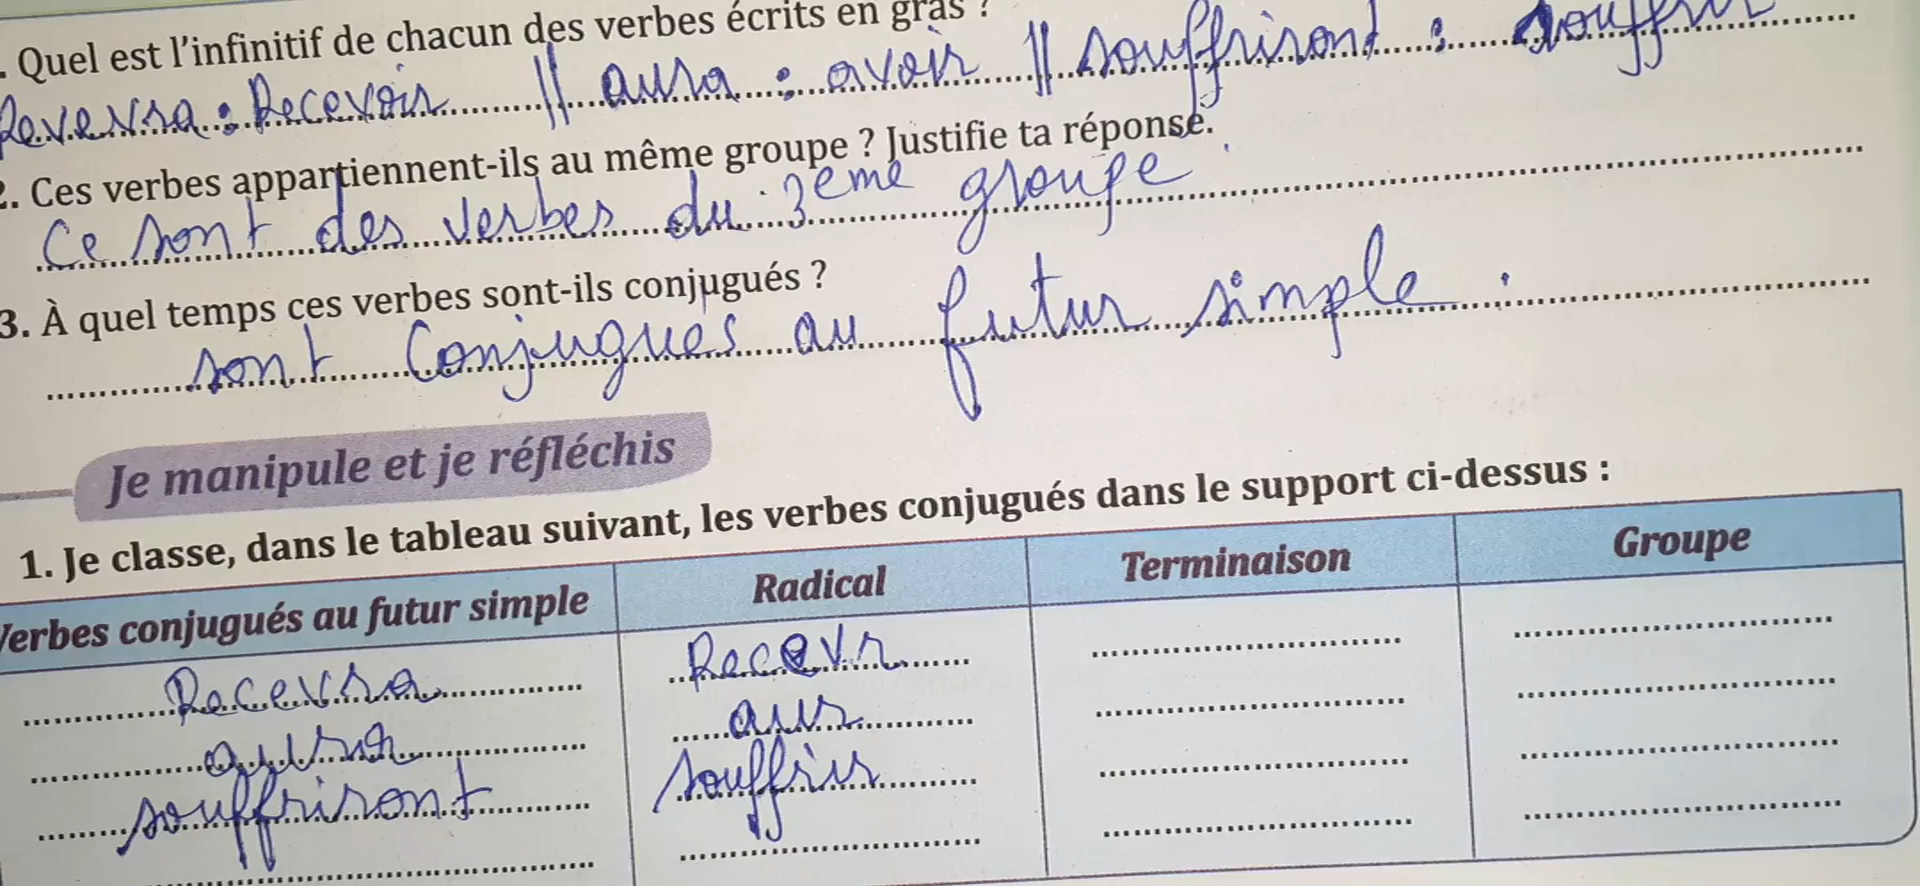 . Quel est l'infinitif de chacun des verbes écrits en gras ?
Revevra : Recevoir || aura : avoir || souffriront : souffrir
2. Ces verbes appartiennent-ils au même groupe ? Justifie ta réponse.
Ce sont des verbes du 3eme groupe.
3. À quel temps ces verbes sont-ils conjugués ?
sont Conjugues au futur simple.
Je manipule et je réfléchis
1. Je classe, dans le tableau suivant, les verbes conjugués dans le support ci-dessus :
Verbes conjugués au futur simple Radical Terminaison Groupe
Recevra Recevr
aura aur
souffriront souffrir